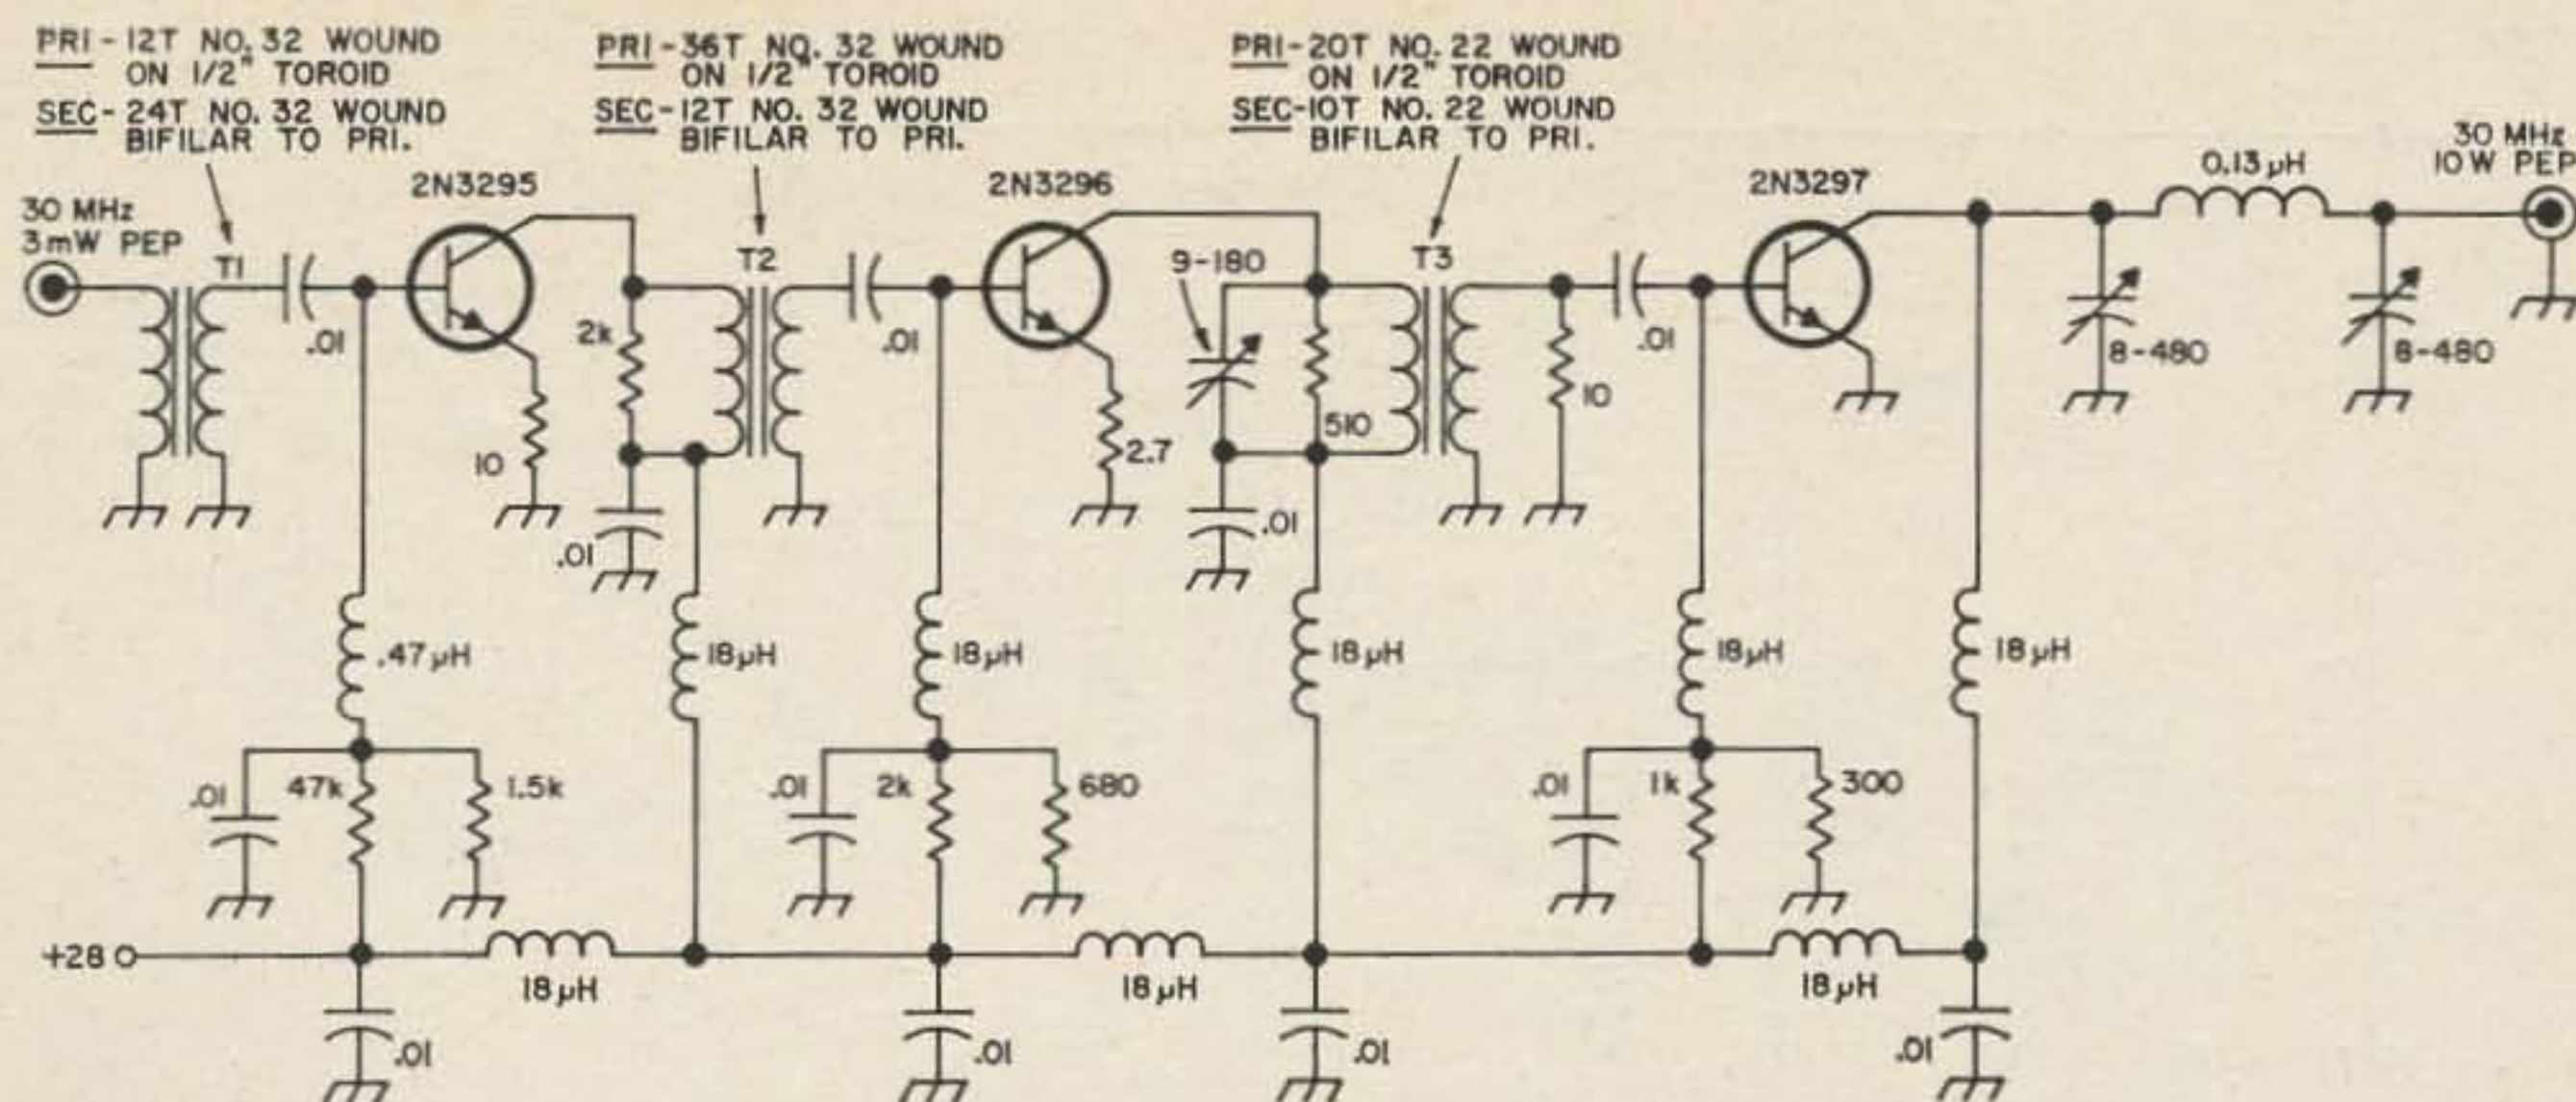 PRI - 12T NO. 32 WOUND
ON 1/2" TOROID
SEC - 24T NO. 32 WOUND
BIFILAR TO PRI.
PRI - 36T NO. 32 WOUND
ON 1/2" TOROID
SEC - 12T NO. 32 WOUND
BIFILAR TO PRI.
PRI - 20T NO. 22 WOUND
ON 1/2" TOROID
SEC - 10T NO. 22 WOUND
BIFILAR TO PRI.
30 MHz
10W PEP
0.13 µH
2N3295
2N3296
2N3297
30 MHz
3mW PEP
T1
T2
9-180
T3
.01
2k
.01
.01
8-480
8-480
10
510
10
2.7
.01
.01
.47 µH
18 µH
18 µH
18 µH
18 µH
18 µH
.01
47k
1.5k
.01
2k
680
.01
1k
300
+28
18 µH
18 µH
18 µH
.01
.01
.01
.01